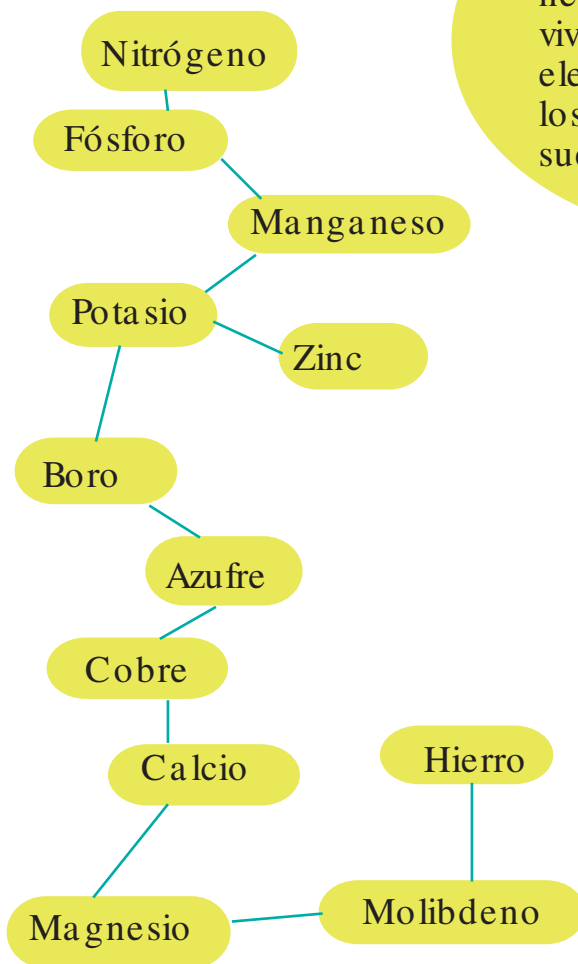 Nitrógeno
Fósforo
Manganeso
Potasio
Zinc
Boro
Azufre
Cobre
Calcio
Hierro
Magnesio
Molibdeno